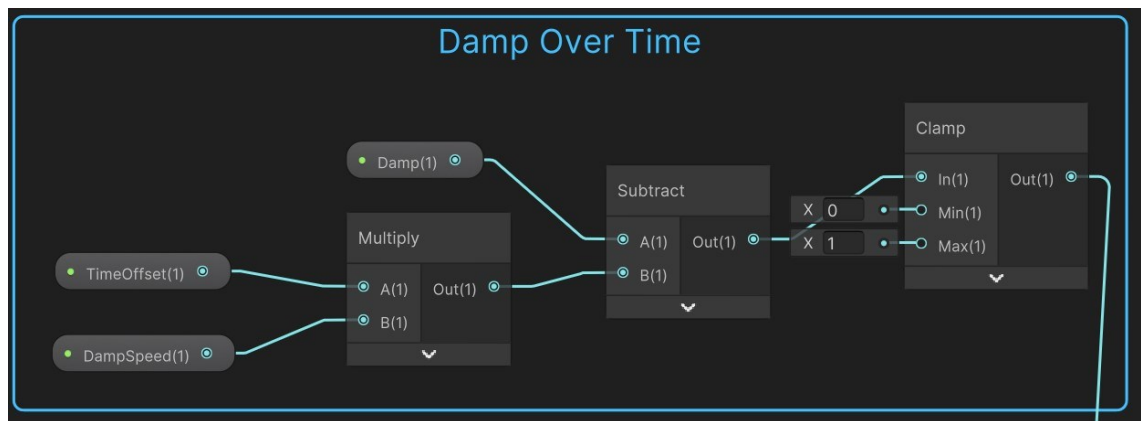 Damp Over Time
Clamp
Damp(1)
In(1)
Out(1)
Subtract
X 0
Min(1)
Multiply
A(1)
Out(1)
X 1
Max(1)
TimeOffset(1)
A(1)
Out(1)
B(1)
B(1)
DampSpeed(1)